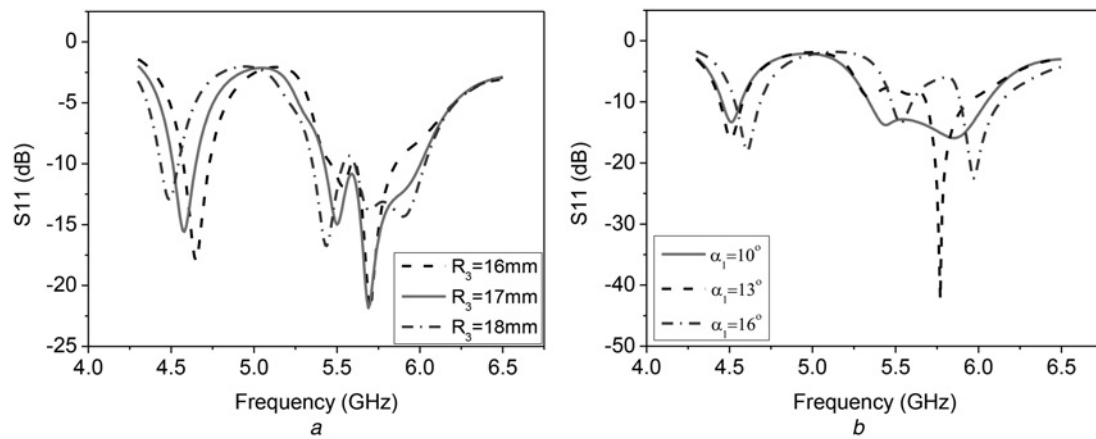 0
-5
-10
-15
-20
-25
S11 (dB)
R3=16mm
R3=17mm
R3=18mm
4.0 4.5 5.0 5.5 6.0 6.5
Frequency (GHz)
a
0
-10
-20
-30
-40
-50
S11 (dB)
α1=10°
α1=13°
α1=16°
4.0 4.5 5.0 5.5 6.0 6.5
Frequency (GHz)
b